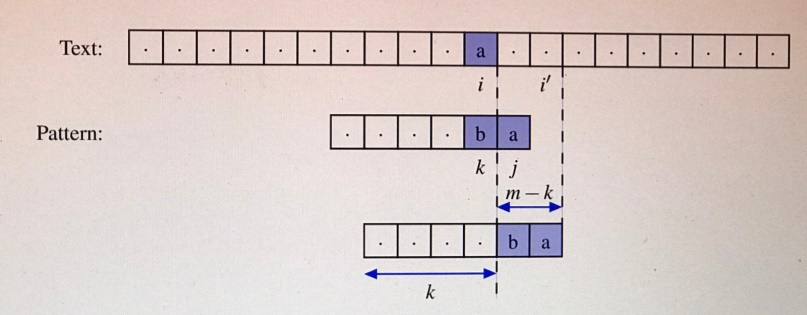 Text: . . . . . . . . . . a . . . . . . . . .
i i′
Pattern: . . . . b a
k j
m − k
. . . . b a
k